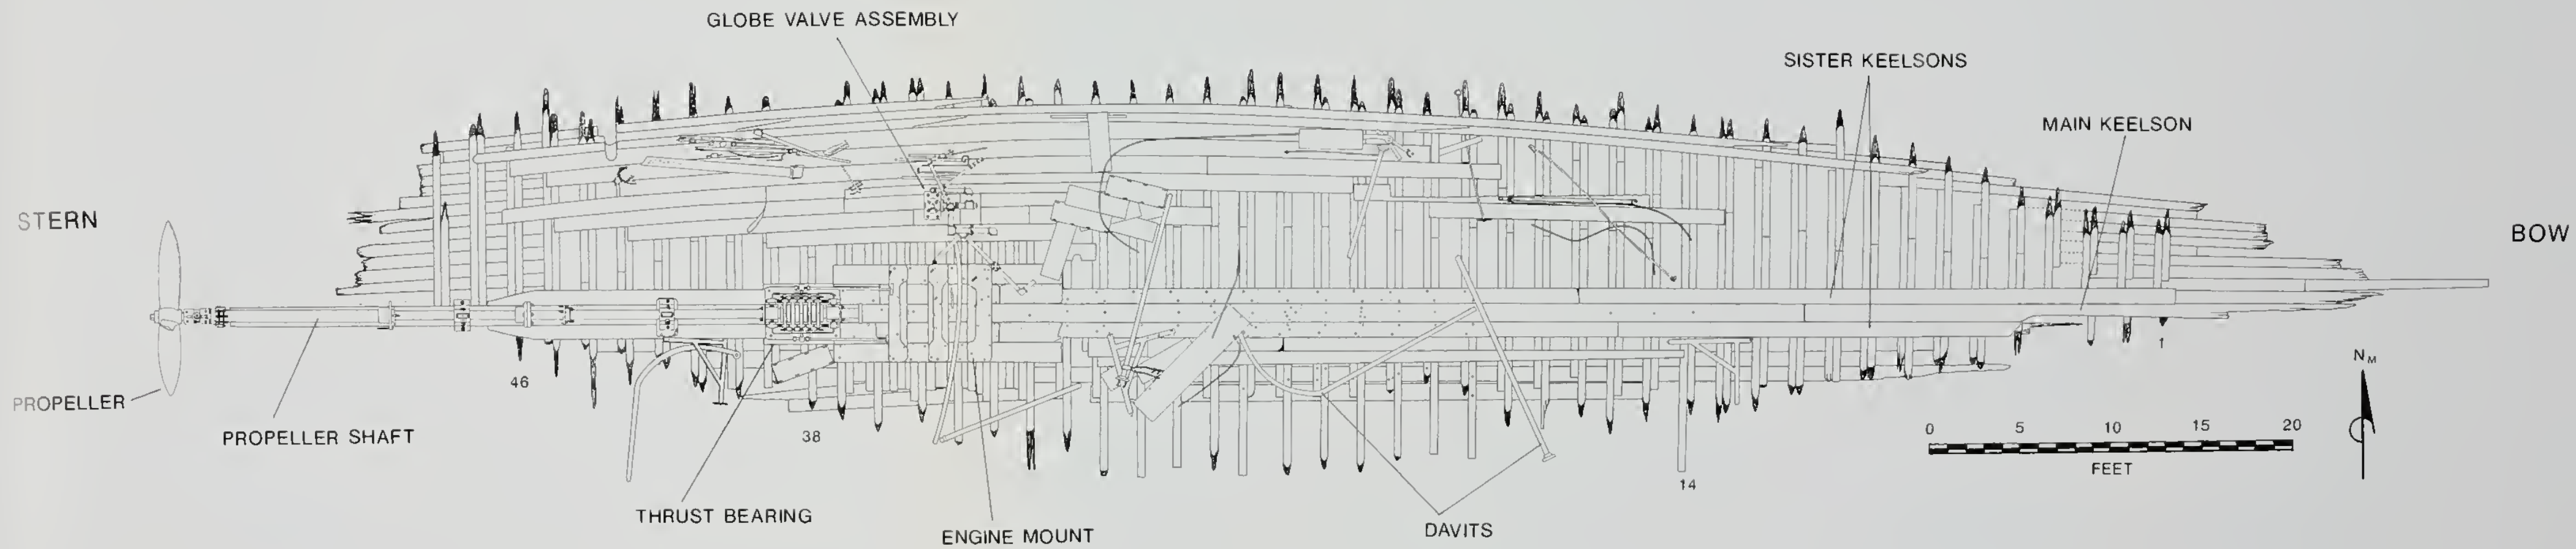 GLOBE VALVE ASSEMBLY
SISTER KEELSONS
MAIN KEELSON
STERN
BOW
1
NM
46
PROPELLER
PROPELLER SHAFT
38
0 5 10 15 20
FEET
14
THRUST BEARING
ENGINE MOUNT
DAVITS